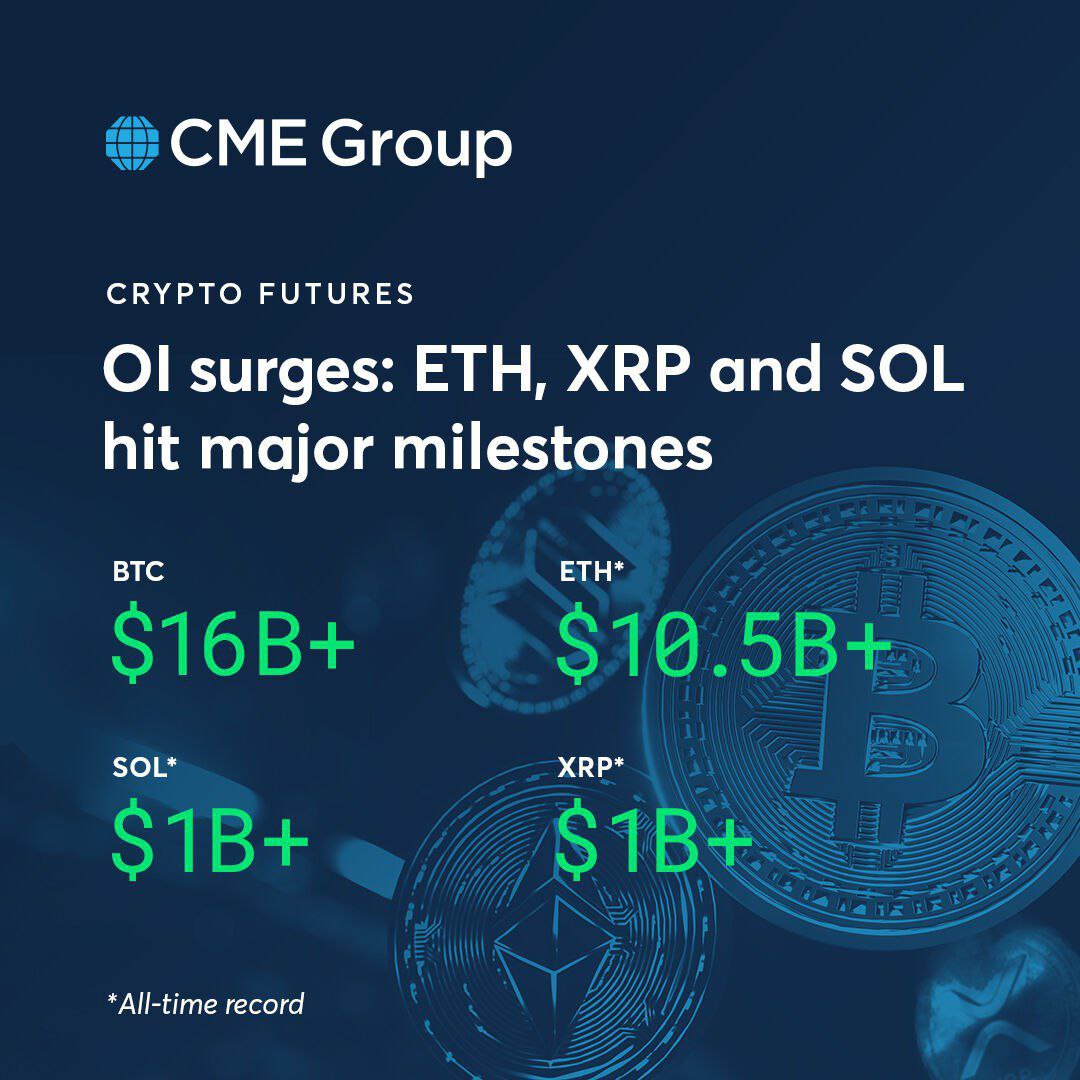 CME Group
CRYPTO FUTURES
OI surges: ETH, XRP and SOL
hit major milestones
BTC
$16B+
ETH*
$10.5B+
SOL*
$1B+
XRP*
$1B+
*All-time record